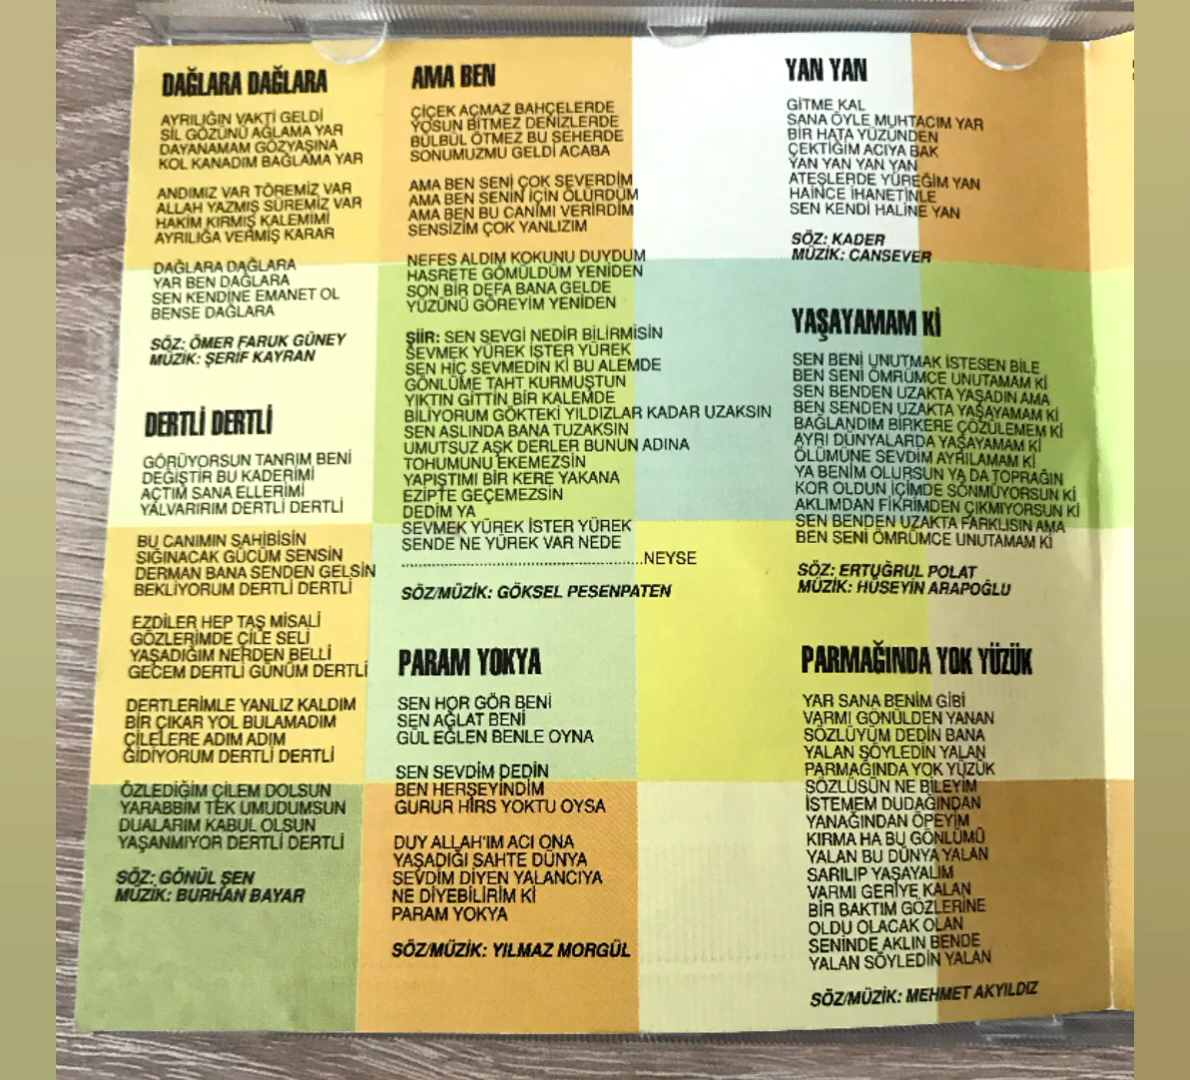 DAĞLARA DAĞLARA
AYRILIĞIN VAKTİ GELDİ
SİL GÖZÜNÜ AĞLAMA YAR
DAYANAMAM GÖZYAŞINA
KOL KANADIM BAĞLAMA YAR
ANDIMIZ VAR TÖREMİZ VAR
ALLAH YAZMIŞ SÜREMİZ VAR
HAKİM KIRMIŞ KALEMİMİ
AYRILIĞA VERMİŞ KARAR
DAĞLARA DAĞLARA
YAR BEN DAĞLARA
SEN KENDİNE EMANET OL
BENSE DAĞLARA
SÖZ: ÖMER FARUK GÜNEY
MÜZİK: ŞERİF KAYRAN
DERTLİ DERTLİ
GÖRÜYORSUN TANRIM BENİ
DEĞİŞTİR BU KADERİMİ
AÇTIM SANA ELLERİMİ
YALVARIRIM DERTLİ DERTLİ
BU CANIMIN SAHİBİSİN
SIĞINACAK GÜCÜM SENSİN
DERMAN BANA SENDEN GELSİN
BEKLİYORUM DERTLİ DERTLİ
EZDİLER HEP TAŞ MİSALİ
GÖZLERİMDE ÇİLE SELİ
YAŞADIĞIM NERDEN BELLİ
GECEM DERTLİ GÜNÜM DERTLİ
DERTLERİMLE YANLIZ KALDIM
BİR ÇIKAR YOL BULAMADIM
ÇİLELERE ADIM ADIM
GİDİYORUM DERTLİ DERTLİ
ÖZLEDİĞİM ÇİLEM DOLSUN
YARABBİM TEK UMUDUMSUN
DUALARIM KABUL OLSUN
YAŞANMIYOR DERTLİ DERTLİ
SÖZ: GÖNÜL ŞEN
MÜZİK: BURHAN BAYAR
AMA BEN
ÇİÇEK AÇMAZ BAHÇELERDE
YOSUN BİTMEZ DENİZLERDE
BÜLBÜL ÖTMEZ BU ŞEHERDE
SONUMUZMU GELDİ ACABA
AMA BEN SENİ ÇOK SEVERDİM
AMA BEN SENİN İÇİN ÖLÜRDÜM
AMA BEN BU CANIMI VERİRDİM
SENSİZİM ÇOK YANLIZIM
NEFES ALDIM KOKUNU DUYDUM
HASRETE GÖMÜLDÜM YENİDEN
SON BİR DEFA BANA GELDE
YÜZÜNÜ GÖREYİM YENİDEN
ŞİİR: SEN SEVGİ NEDİR BİLİRMİSİN
SEVMEK YÜREK İSTER YÜREK
SEN HİÇ SEVMEDİN Kİ BU ALEMDE
GÖNLÜME TAHT KURMUŞTUN
YIKTIN GİTTİN BİR KALEMDE
BİLİYORUM GÖKTEKİ YILDIZLAR KADAR UZAKSIN
SEN ASLINDA BANA TUZAKSIN
UMUTSUZ AŞK DERLER BUNUN ADINA
TOHUMUNU EKEMEZSİN
YAPIŞTIMI BİR KERE YAKANA
EZİPTE GEÇEMEZSİN
DEDİM YA
SEVMEK YÜREK İSTER YÜREK
SENDE NE YÜREK VAR NEDE
............................................................NEYSE
SÖZ/MÜZİK: GÖKSEL PESENPATEN
PARAM YOKYA
SEN HOR GÖR BENİ
SEN AĞLAT BENİ
GÜL EĞLEN BENLE OYNA
SEN SEVDİM DEDİN
BEN HERŞEYİNDİM
GURUR HIRS YOKTU OYSA
DUY ALLAH'IM ACI ONA
YAŞADIĞI SAHTE DÜNYA
SEVDİM DİYEN YALANCIYA
NE DİYEBİLİRİM Kİ
PARAM YOKYA
SÖZ/MÜZİK: YILMAZ MORGÜL
YAN YAN
GİTME KAL
SANA ÖYLE MUHTACIM YAR
BİR HATA YÜZÜNDEN
ÇEKTİĞİM ACIYA BAK
YAN YAN YAN YAN
ATEŞLERDE YÜREĞİM YAN
HAİNCE İHANETİNLE
SEN KENDİ HALİNE YAN
SÖZ: KADER
MÜZİK: CANSEVER
YAŞAYAMAM Kİ
SEN BENİ UNUTMAK İSTESEN BİLE
BEN SENİ ÖMRÜMCE UNUTAMAM Kİ
SEN BENDEN UZAKTA YAŞADIN AMA
BEN SENDEN UZAKTA YAŞAYAMAM Kİ
BAĞLANDIM BİRKERE ÇÖZÜLEMEM Kİ
AYRI DÜNYALARDA YAŞAYAMAM Kİ
ÖLÜMÜNE SEVDİM AYRILAMAM Kİ
YA BENİM OLURSUN YA DA TOPRAĞIN
KOR OLDUN İÇİMDE SÖNMÜYORSUN Kİ
AKLIMDAN FİKRİMDEN ÇIKMIYORSUN Kİ
SEN BENDEN UZAKTA FARKLISIN AMA
BEN SENİ ÖMRÜMCE UNUTAMAM Kİ
SÖZ: ERTUĞRUL POLAT
MÜZİK: HÜSEYİN ARAPOĞLU
PARMAĞINDA YOK YÜZÜK
YAR SANA BENİM GİBİ
VARMI GÖNÜLDEN YANAN
SÖZLÜYÜM DEDİN BANA
YALAN SÖYLEDİN YALAN
PARMAĞINDA YOK YÜZÜK
SÖZLÜSÜN NE BİLEYİM
İSTEMEM DUDAĞINDAN
YANAĞINDAN ÖPEYİM
KIRMA HA BU GÖNLÜMÜ
YALAN BU DÜNYA YALAN
SARILIP YAŞAYALIM
VARMI GERİYE KALAN
BİR BAKTIM GÖZLERİNE
OLDU OLACAK OLAN
SENINDE AKLIN BENDE
YALAN SÖYLEDİN YALAN
SÖZ/MÜZİK: MEHMET AKYILDIZ